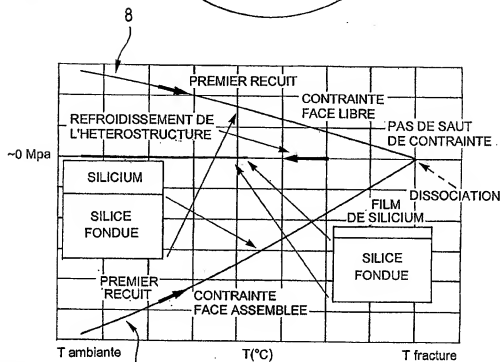 8
PREMIER RECUIT
CONTRAINTE
FACE LIBRE
REFROIDISSEMENT DE
L'HETEROSTRUCTURE
PAS DE SAUT
DE CONTRAINTE
~0 Mpa
DISSOCIATION
SILICIUM
SILICE
FONDUE
FILM
DE SILICIUM
SILICE
FONDUE
PREMIER
RECUIT
CONTRAINTE
FACE ASSEMBLEE
T ambiante
T(°C)
T fracture